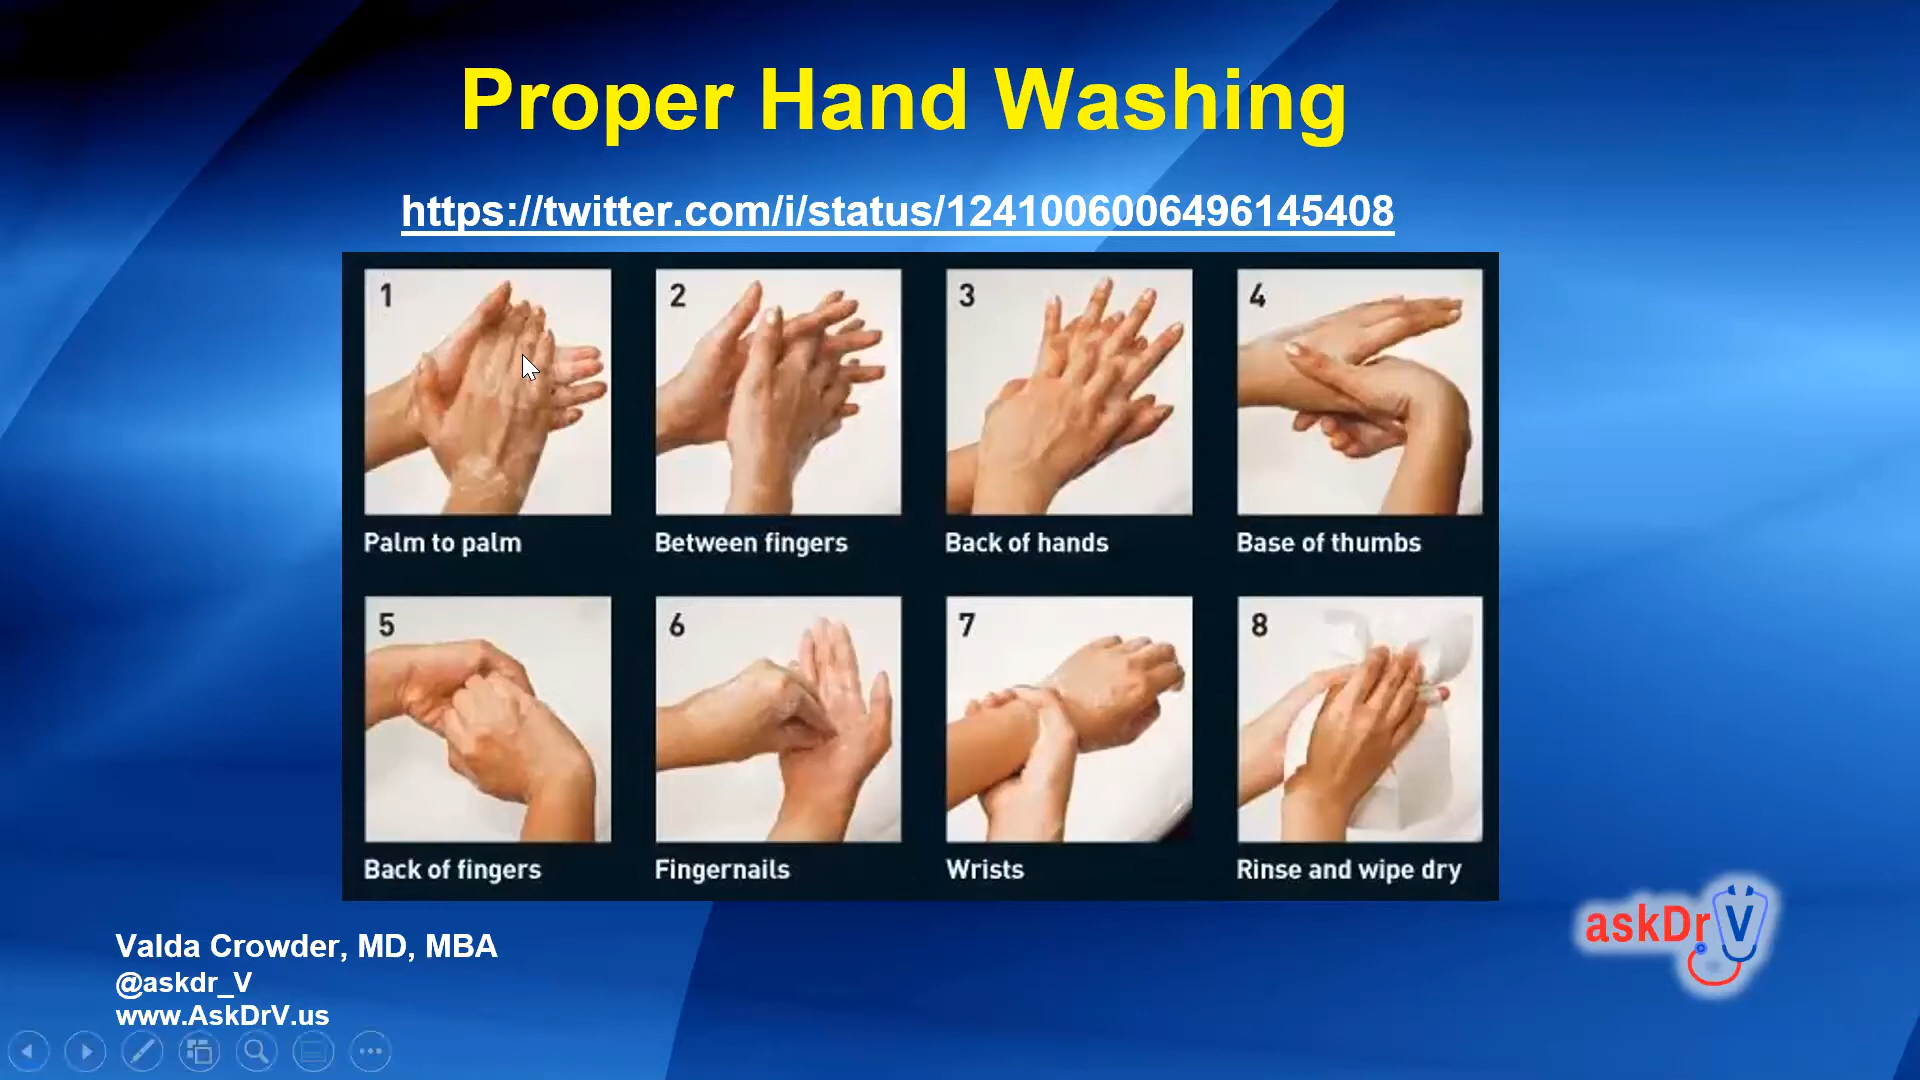 Proper Hand Washing
https://twitter.com/i/status/1241006006496145408
1
2
3
4
Palm to palm
Between fingers
Back of hands
Base of thumbs
5
6
7
8
Back of fingers
Fingernails
Wrists
Rinse and wipe dry
Valda Crowder, MD, MBA
@askdr_V
www.AskDrV.us
askDrV